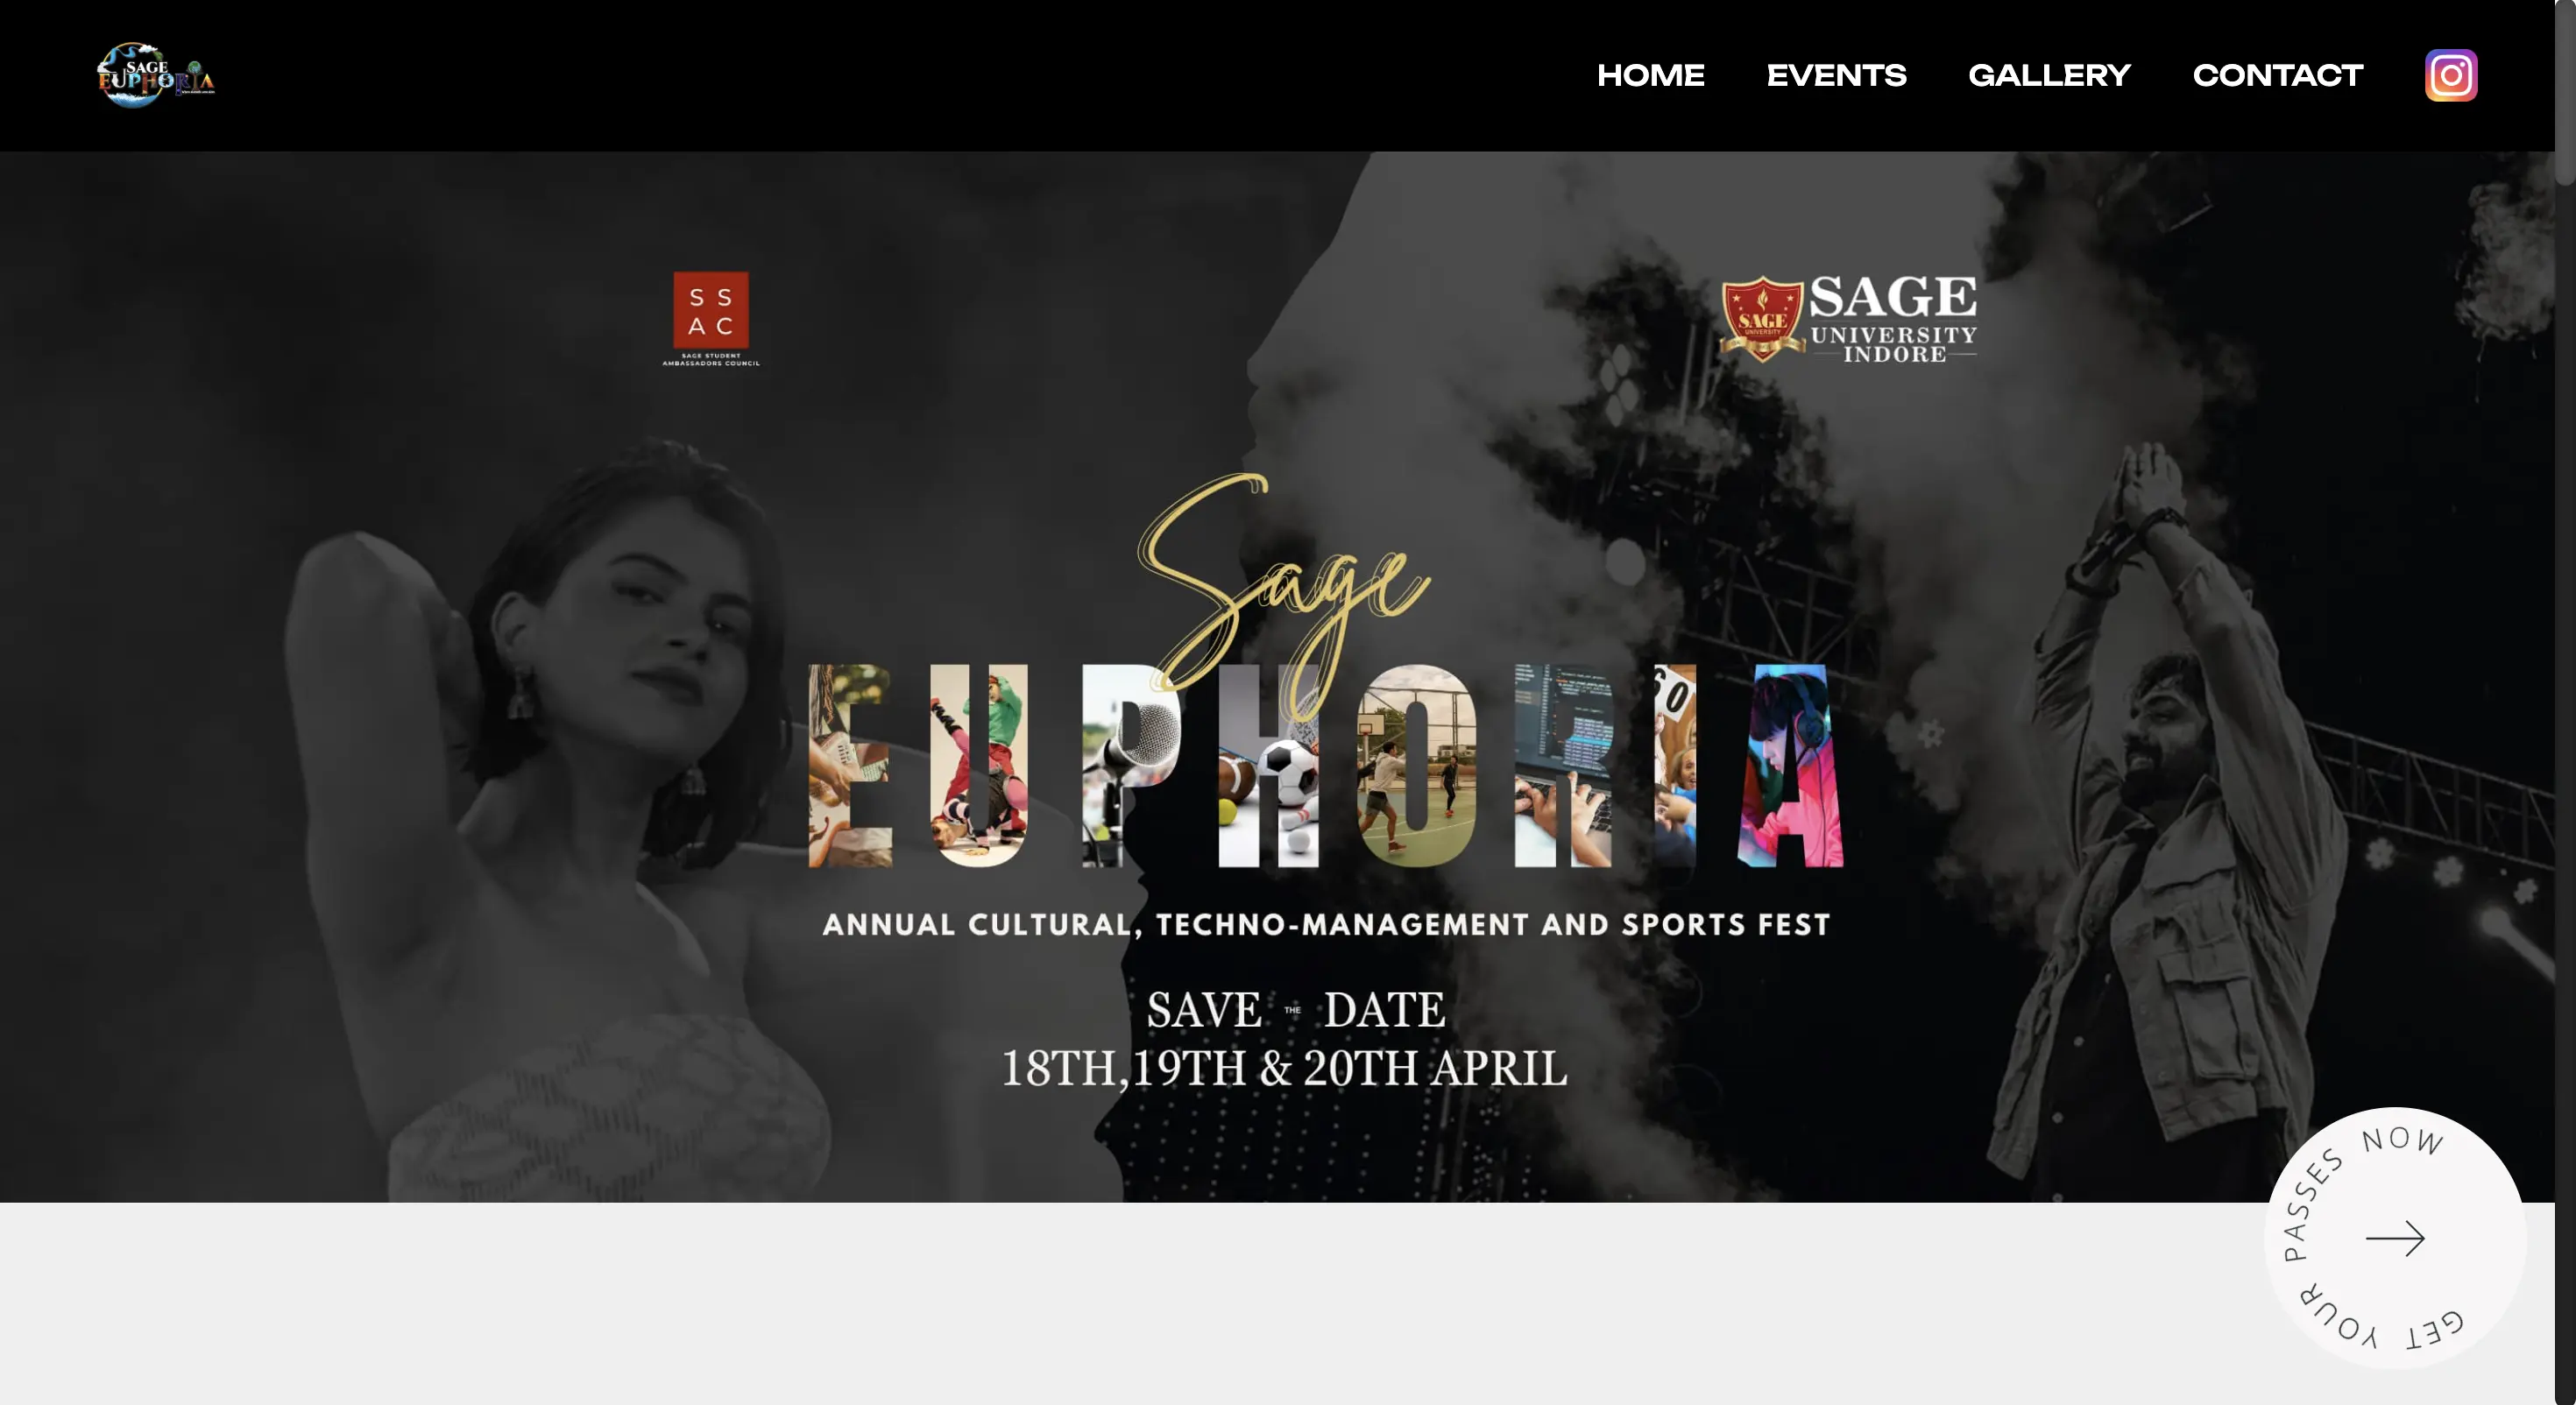 SAGE
EUPHORIA
HOME EVENTS GALLERY CONTACT
S S
A C
SAGE STUDENT
AMBASSADORS COUNCIL
SAGE
UNIVERSITY
SAGE
UNIVERSITY
INDORE
Sage
EUPHORIA
60
ANNUAL CULTURAL, TECHNO-MANAGEMENT AND SPORTS FEST
SAVE THE DATE
18TH,19TH & 20TH APRIL
GET YOUR PASSES NOW